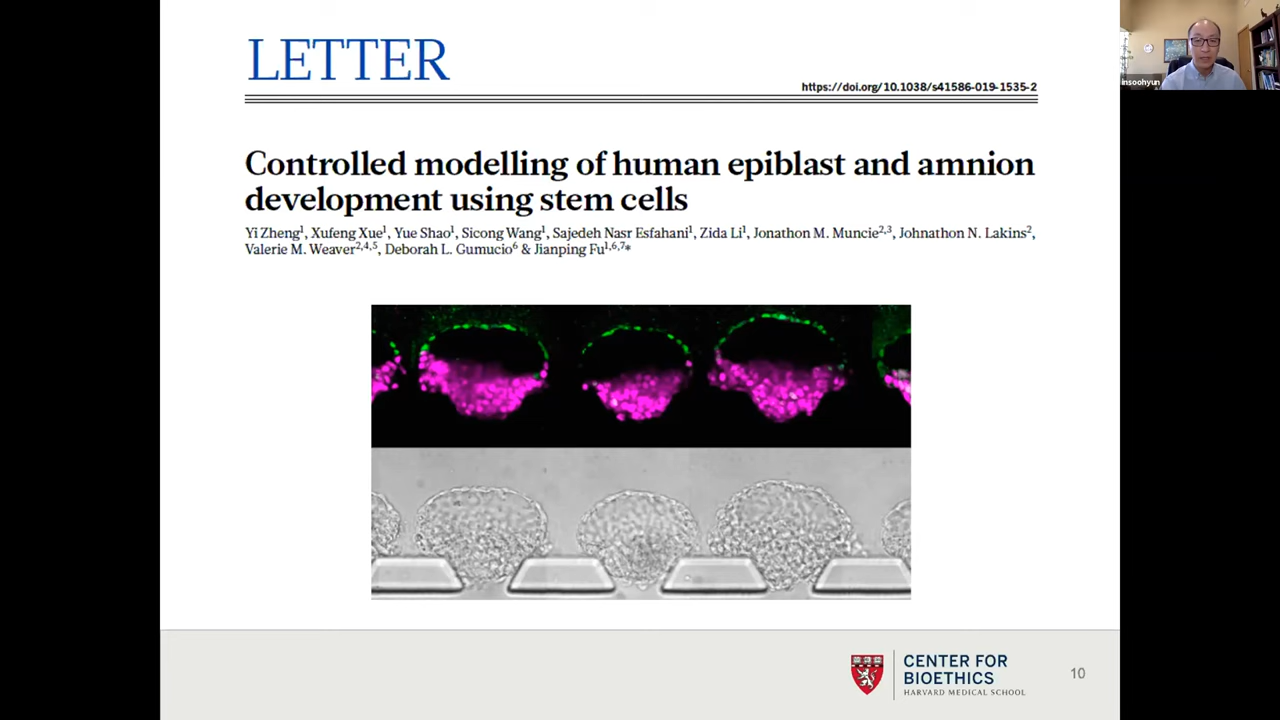 LETTER
https://doi.org/10.1038/s41586-019-1535-2
Controlled modelling of human epiblast and amnion
development using stem cells
Yi Zheng¹, Xufeng Xue¹, Yue Shao¹, Sicong Wang¹, Sajedeh Nasr Esfahani¹, Zida Li¹, Jonathon M. Muncie²,³, Johnathon N. Lakins²,
Valerie M. Weaver²,⁴,⁵, Deborah L. Gumucio⁶ & Jianping Fu¹,⁶,⁷*
insoohyun
CENTER FOR
BIOETHICS
HARVARD MEDICAL SCHOOL
10